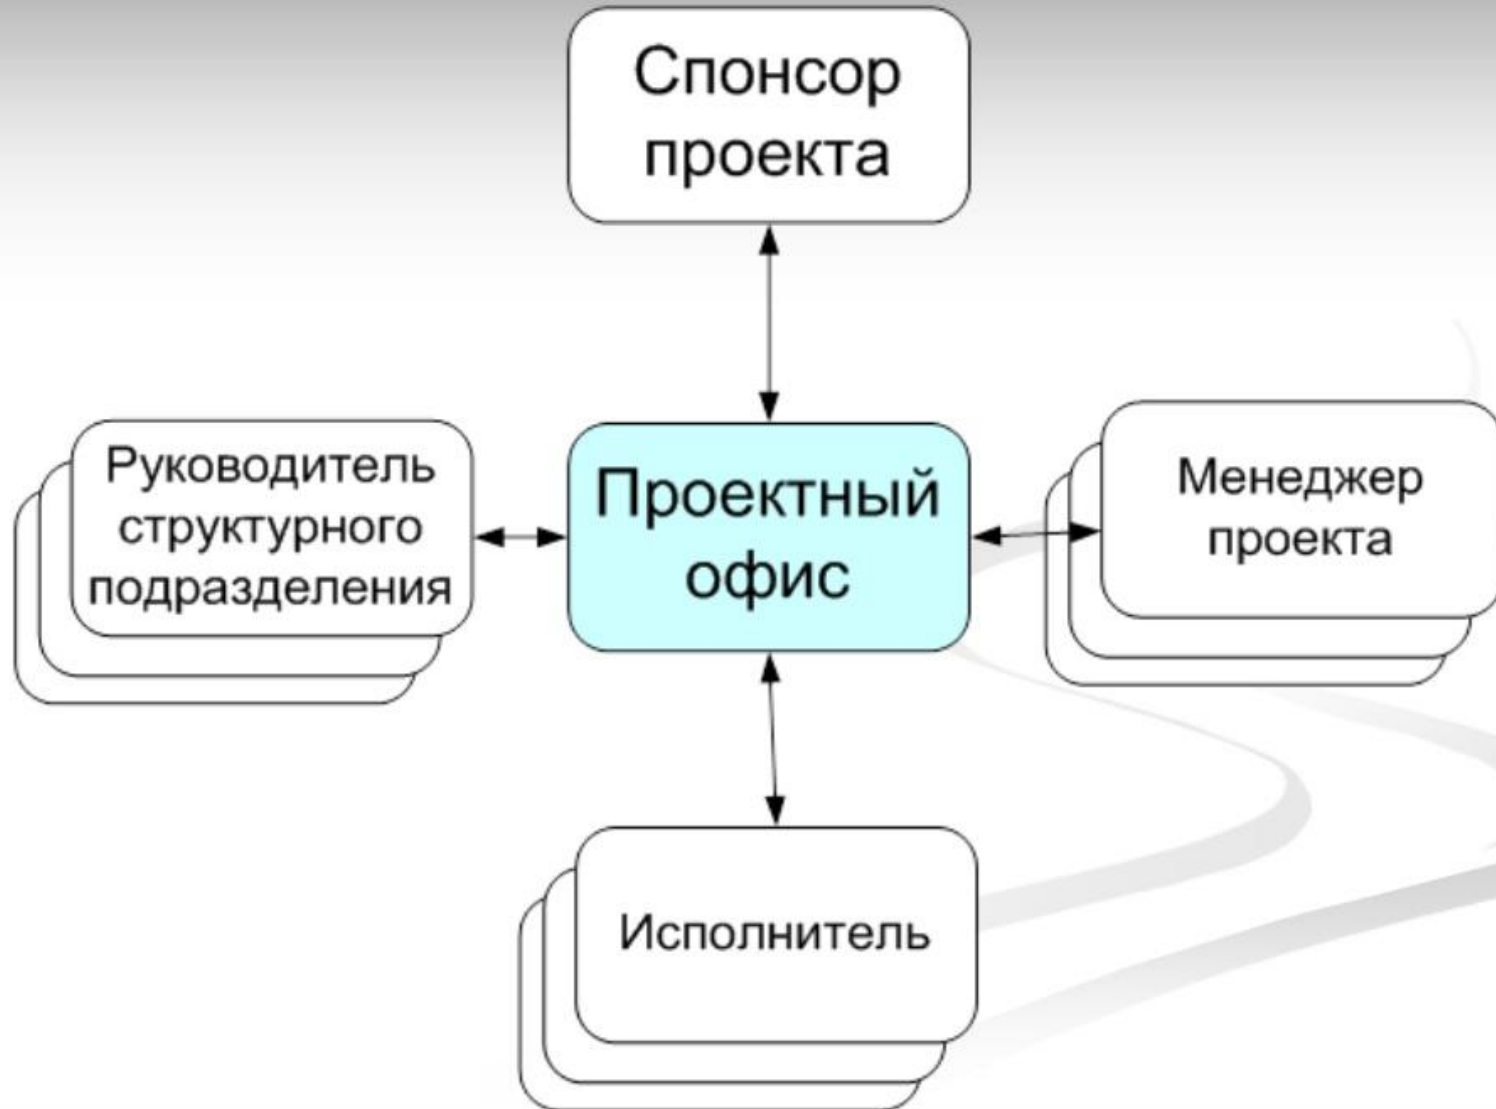 Спонсор
проекта
Руководитель
структурного
подразделения
Проектный
офис
Менеджер
проекта
Исполнитель